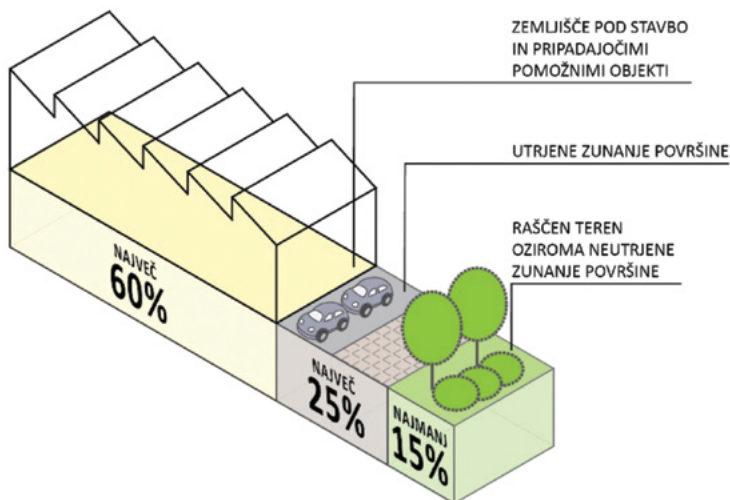 ZEMLJIŠČE POD STAVBO
IN PRIPADAJOČIMI
POMOŽNIMI OBJEKTI
UTRJENE ZUNANJE POVRŠINE
RAŠČEN TEREN
OZIROMA NEUTRJENE
ZUNANJE POVRŠINE
NAJVEČ
60%
NAJVEČ
25%
NAJMANJ
15%